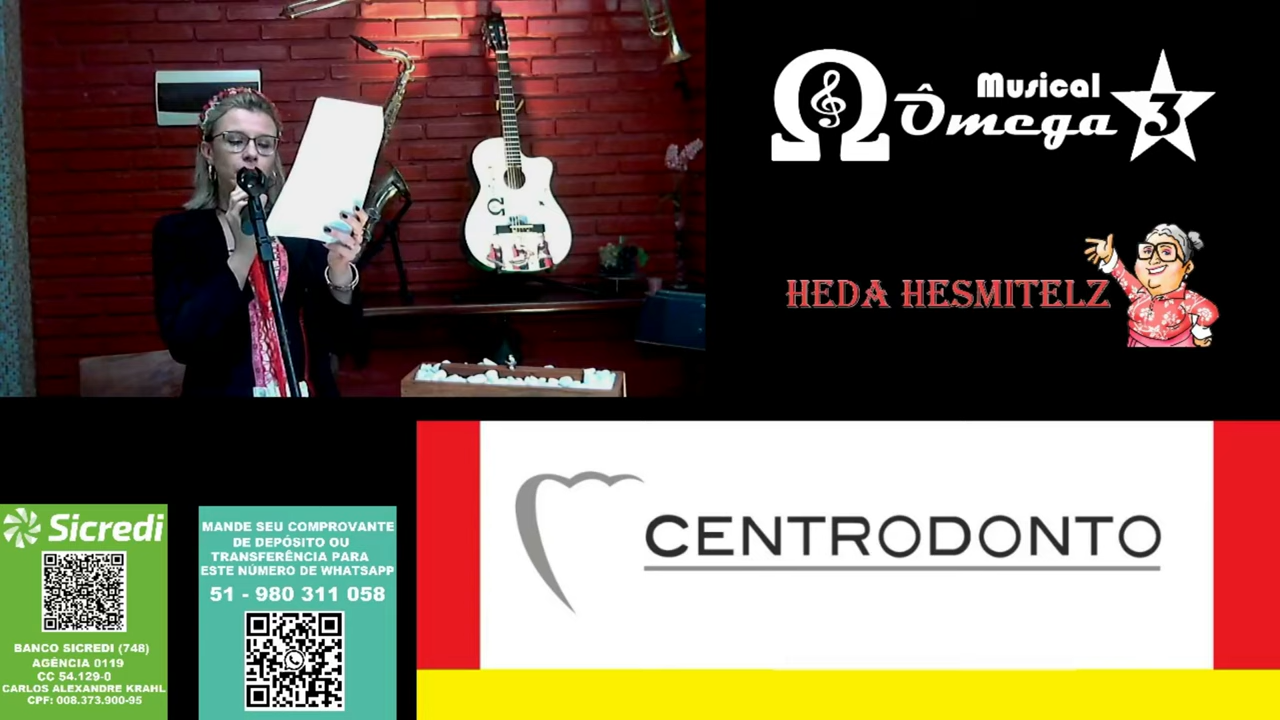 Musical
Ômega 3
HEDA HESMITELZ
CENTRODONTO
Sicredi
BANCO SICREDI (748)
AGÊNCIA 0119
CC 54.129-0
CARLOS ALEXANDRE KRAHL
CPF: 008.373.900-95
MANDE SEU COMPROVANTE
DE DEPÓSITO OU
TRANSFERÊNCIA PARA
ESTE NÚMERO DE WHATSAPP
51 - 980 311 058